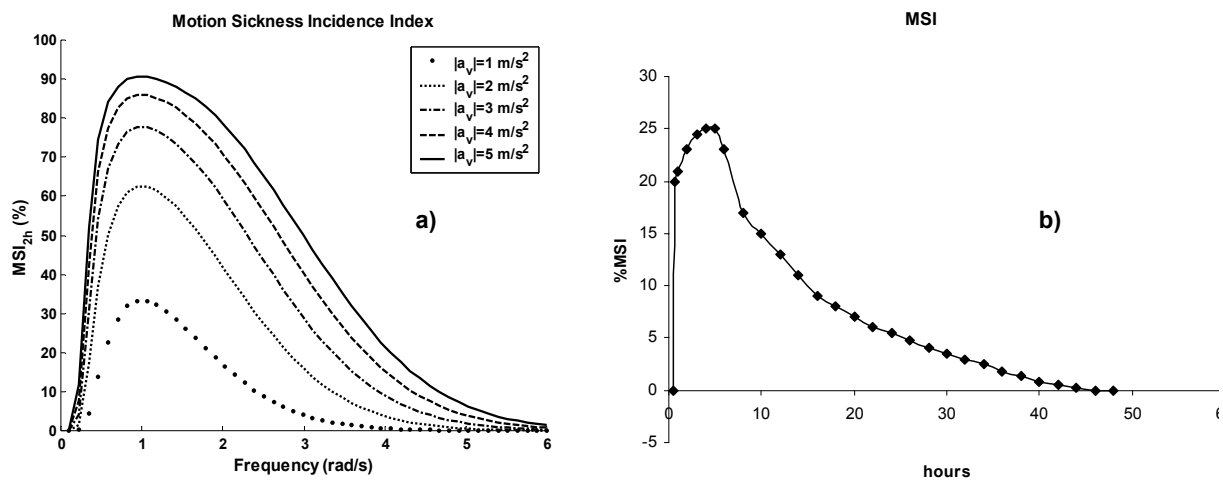 Motion Sickness Incidence Index
100
90
80
70
60
50
40
30
20
10
0
MSI2h (%)
0 1 2 3 4 5 6
Frequency (rad/s)
|av|=1 m/s2
|av|=2 m/s2
|av|=3 m/s2
|av|=4 m/s2
|av|=5 m/s2
a)
MSI
30
25
20
15
10
5
0
-5
%MSI
0 10 20 30 40 50
hours
b)